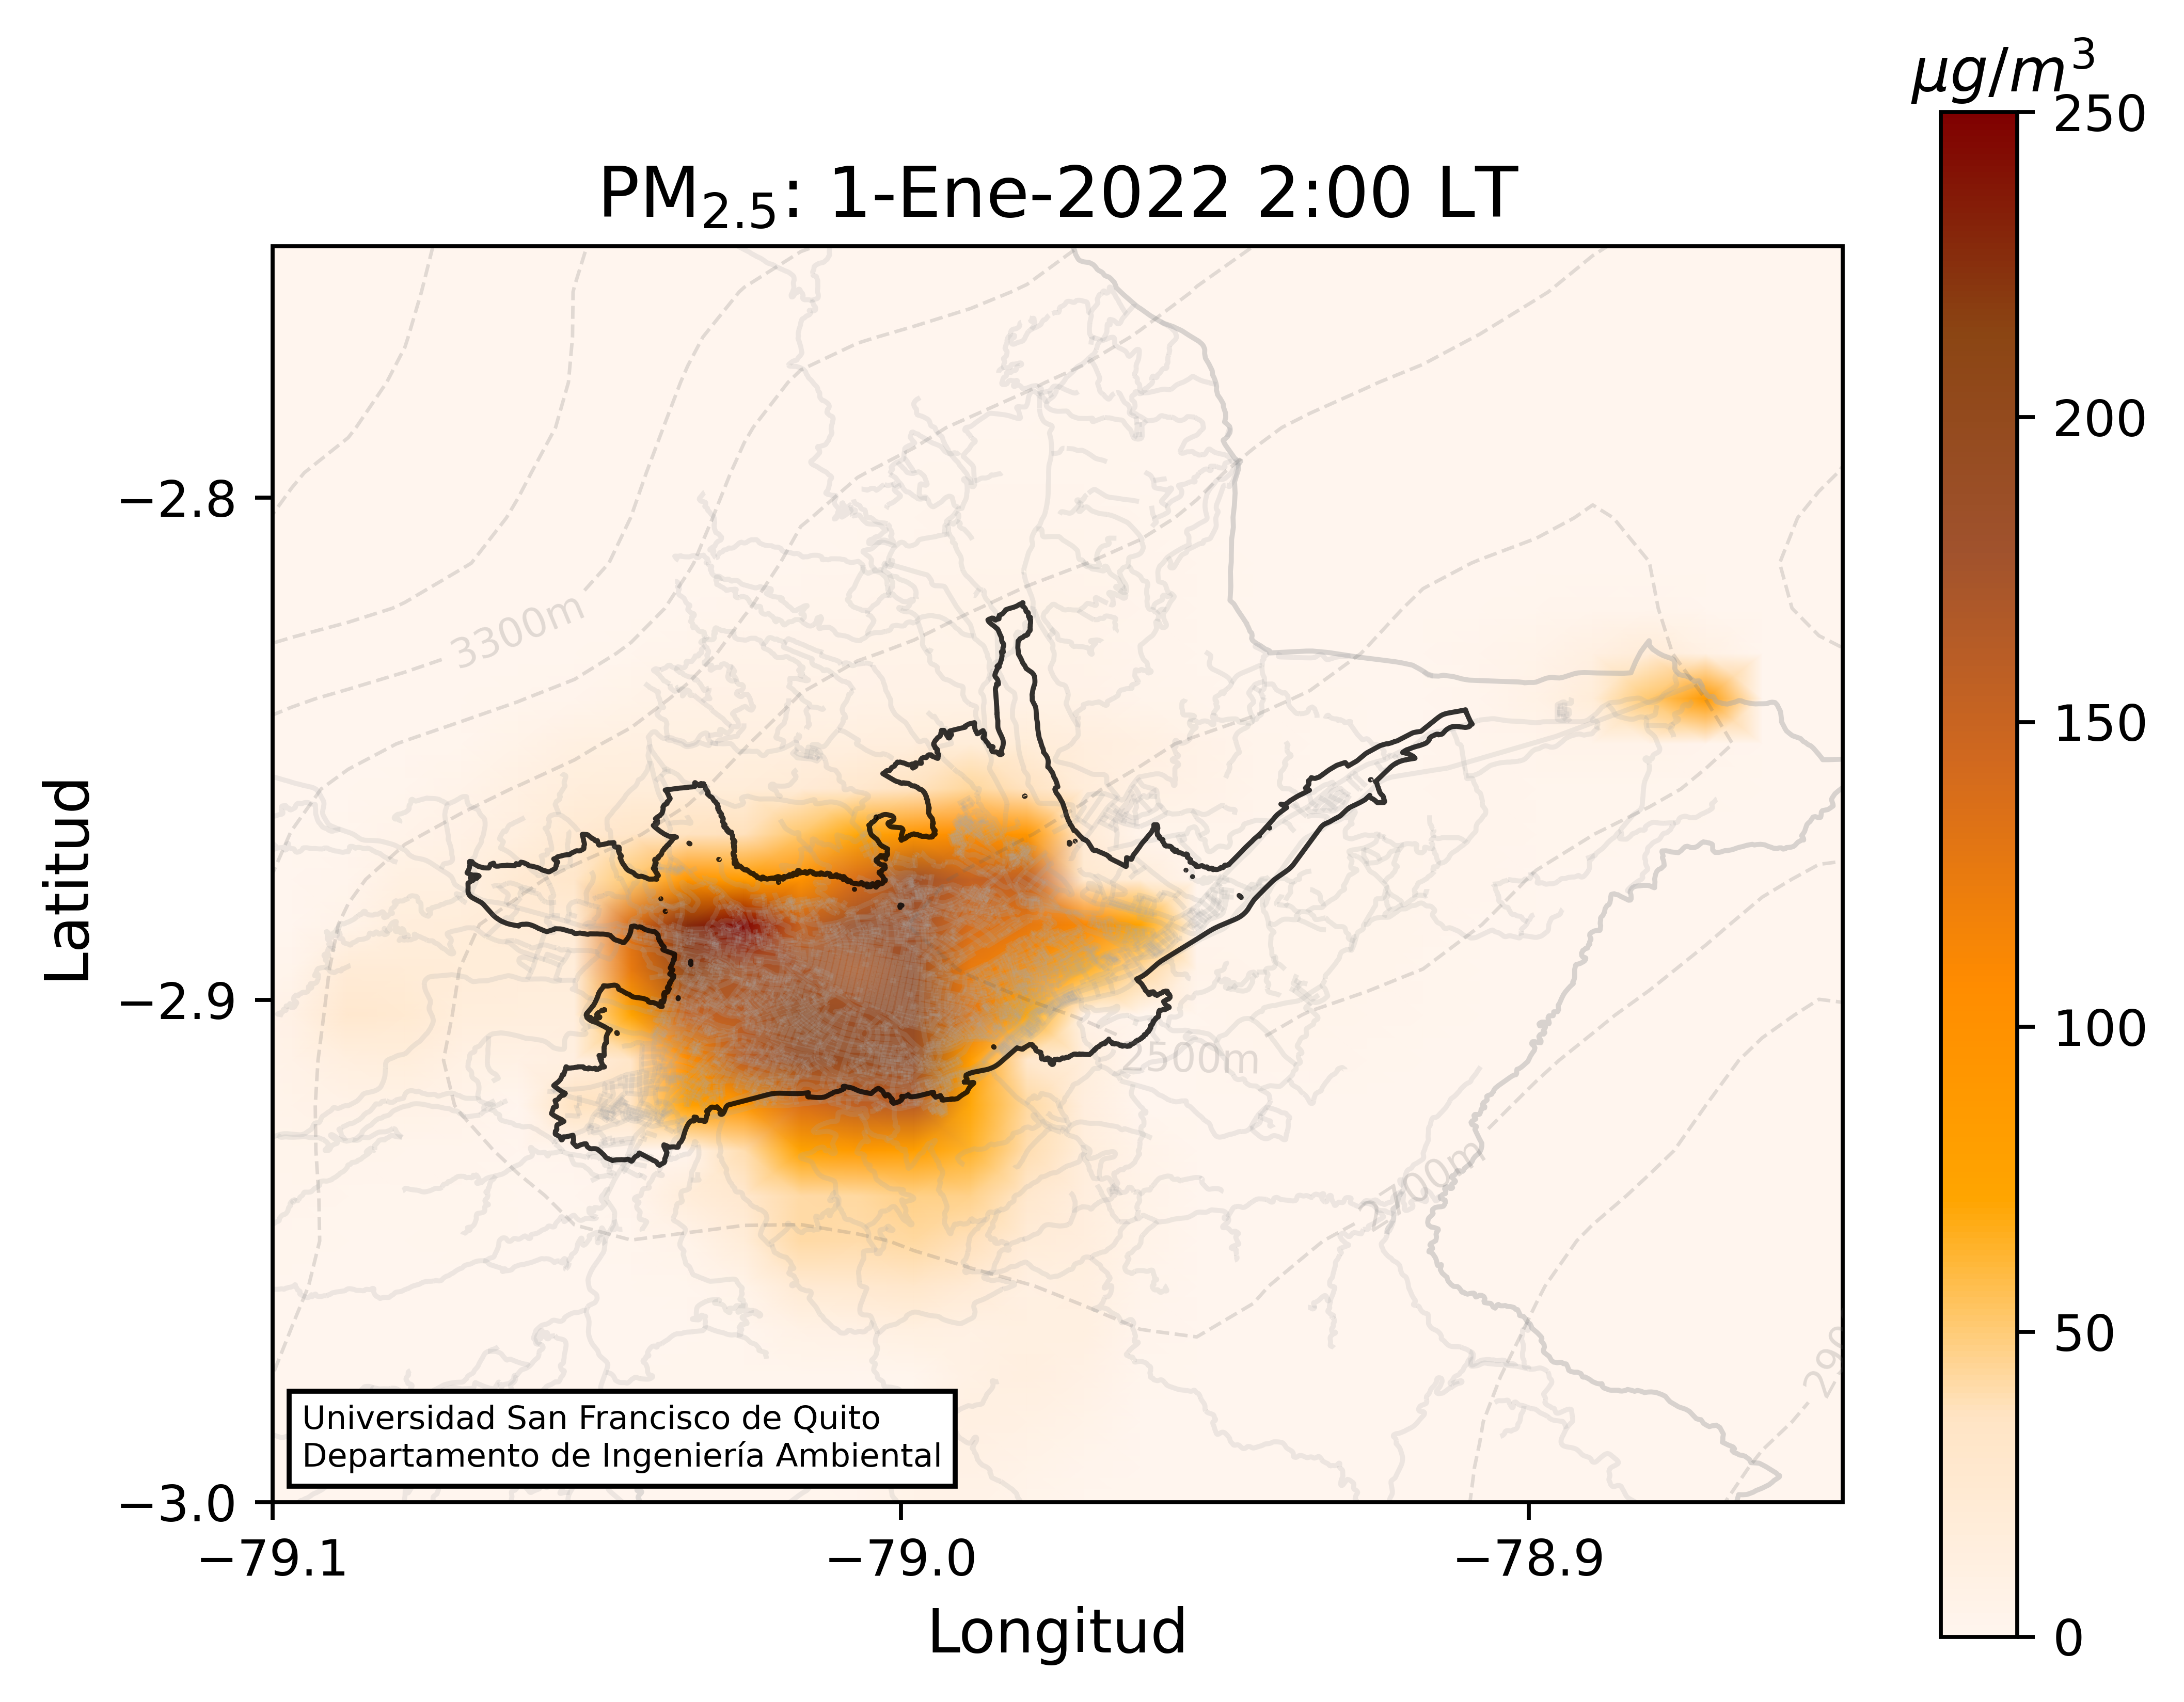 μg/m³
250
PM₂.₅: 1-Ene-2022 2:00 LT
200
−2.8
3300m
150
Latitud
−2.9
100
2500m
2700m
50
Universidad San Francisco de Quito
Departamento de Ingeniería Ambiental
−3.0
−79.1
−79.0
−78.9
0
Longitud